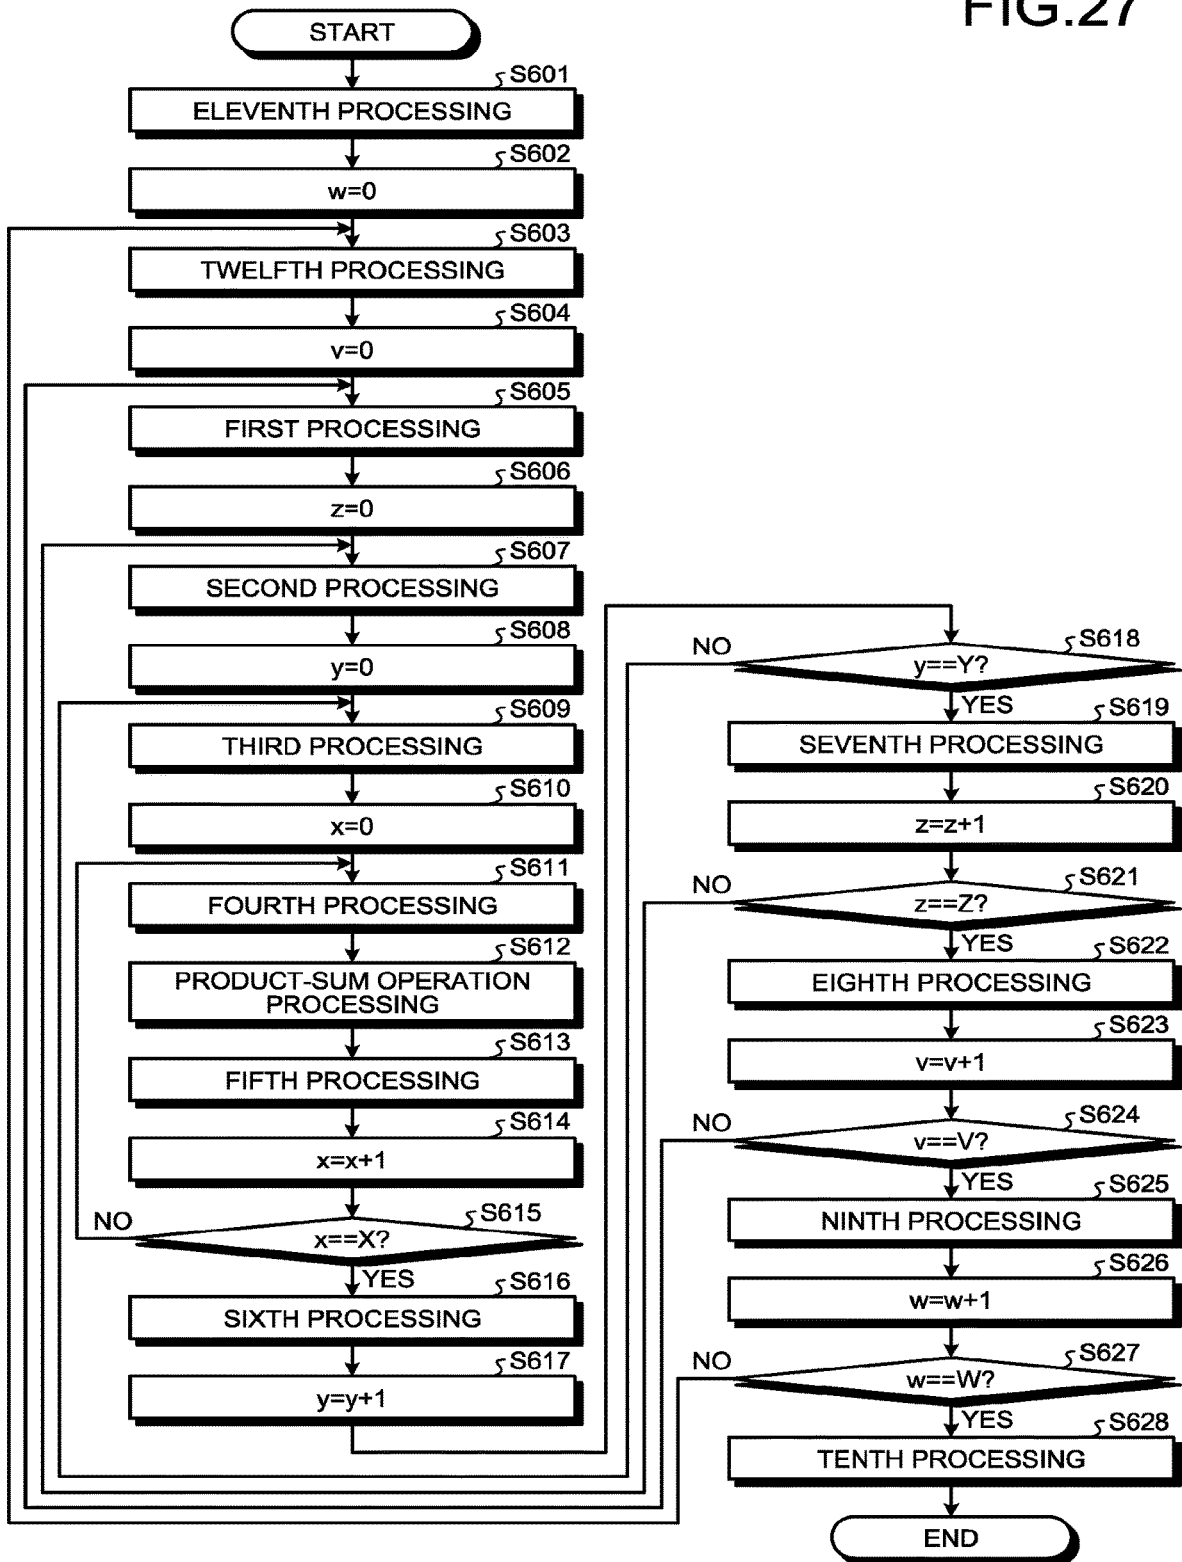 FIG.27
START
S601
ELEVENTH PROCESSING
S602
w=0
S603
TWELFTH PROCESSING
S604
v=0
S605
FIRST PROCESSING
S606
z=0
S607
SECOND PROCESSING
S608
y=0
S609
THIRD PROCESSING
S610
x=0
S611
FOURTH PROCESSING
S612
PRODUCT-SUM OPERATION
PROCESSING
S613
FIFTH PROCESSING
S614
x=x+1
S615
NO
x==X?
YES
S616
SIXTH PROCESSING
S617
y=y+1
S618
NO
y==Y?
YES
S619
SEVENTH PROCESSING
S620
z=z+1
S621
NO
z==Z?
YES
S622
EIGHTH PROCESSING
S623
v=v+1
S624
NO
v==V?
YES
S625
NINTH PROCESSING
S626
w=w+1
S627
NO
w==W?
YES
S628
TENTH PROCESSING
END